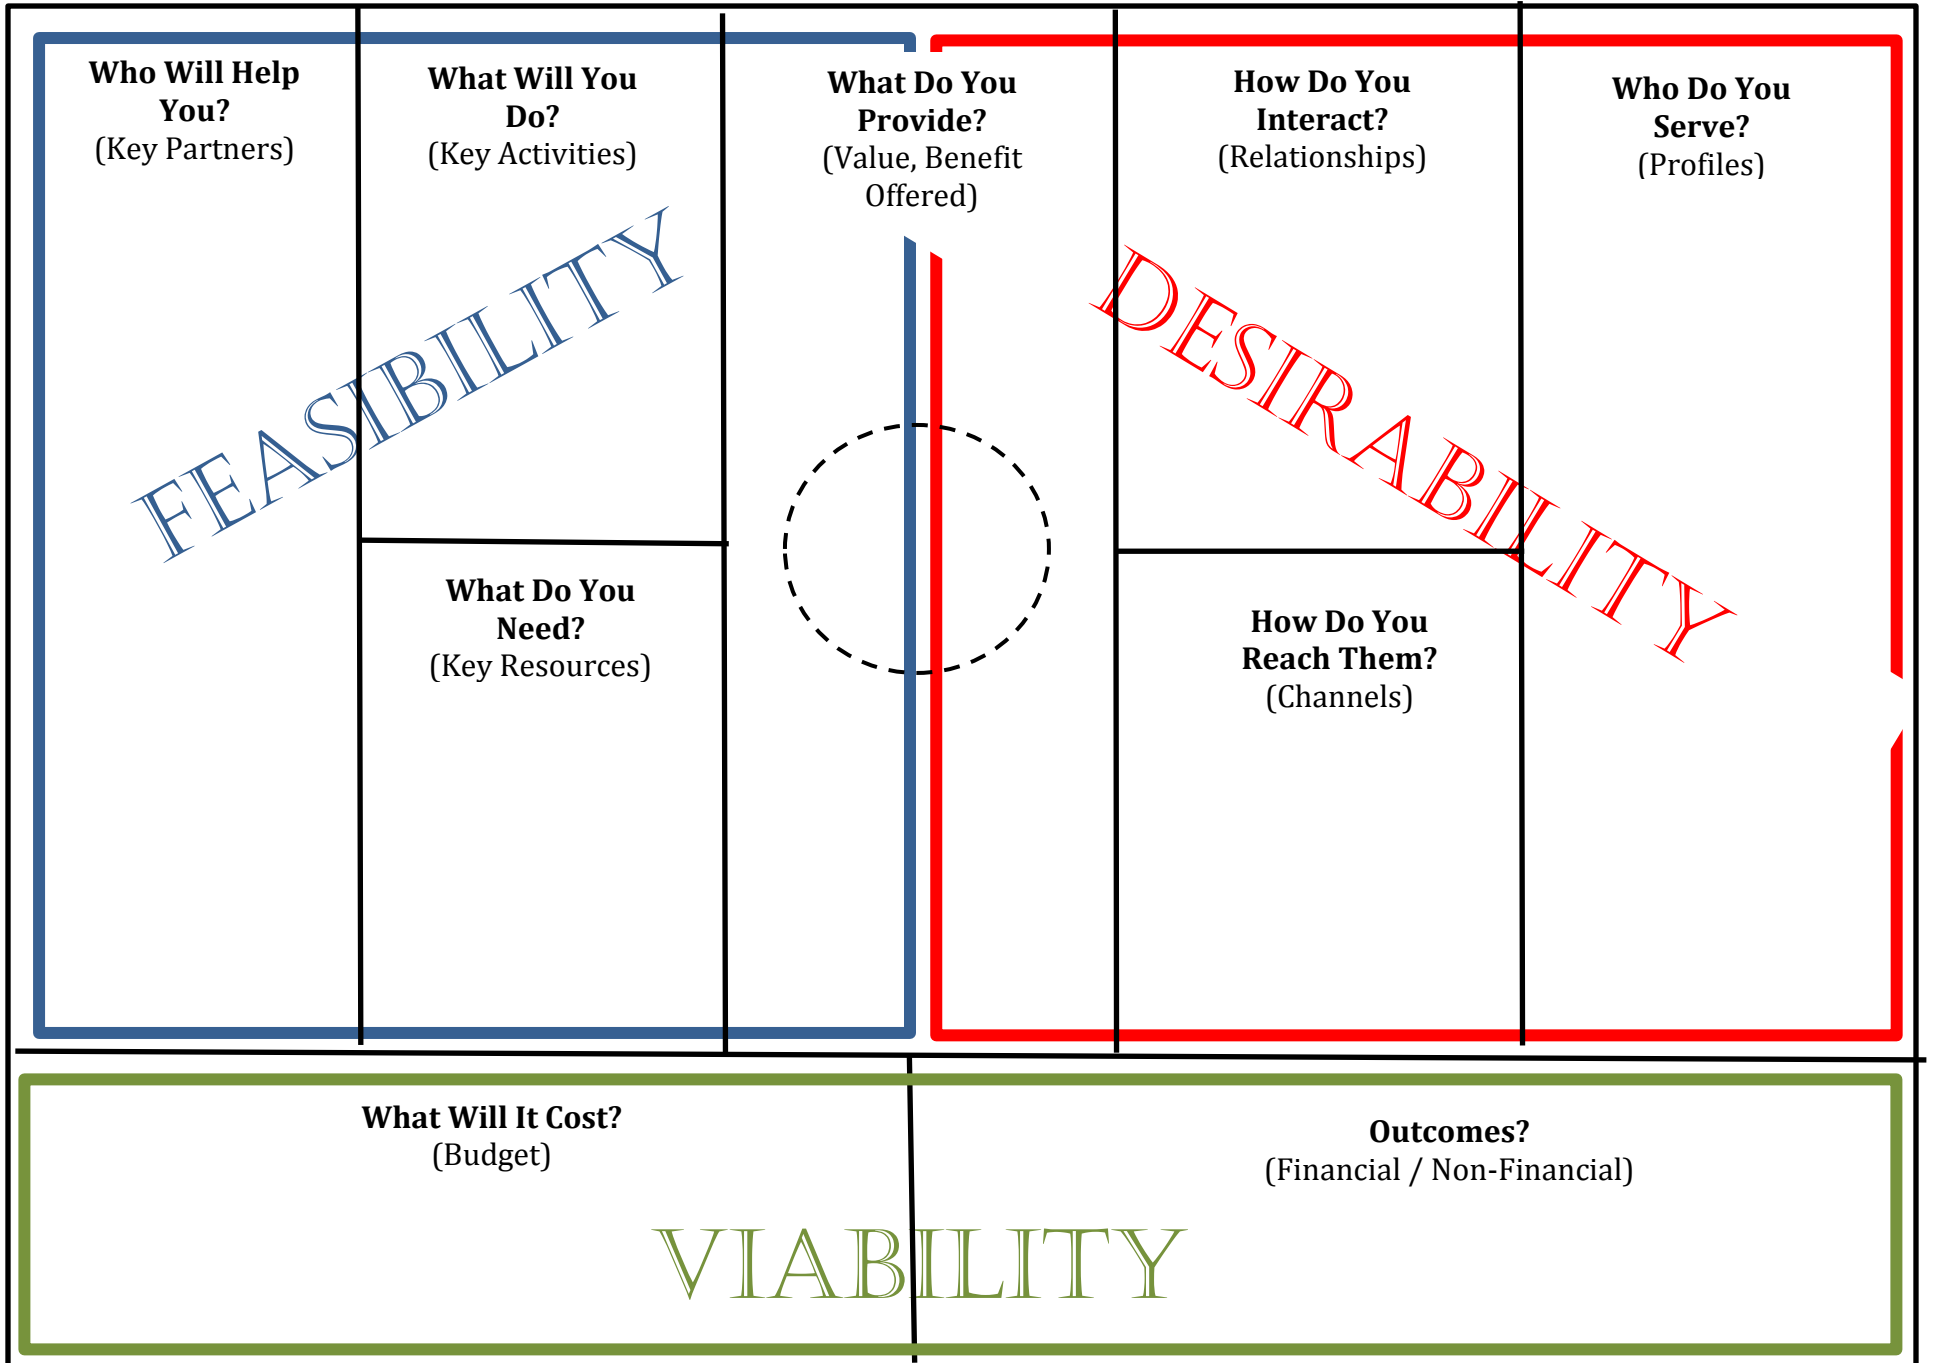 Who Will Help
You?
(Key Partners)
What Will You
Do?
(Key Activities)
What Do You
Provide?
(Value, Benefit
Offered)
How Do You
Interact?
(Relationships)
Who Do You
Serve?
(Profiles)
FEASIBILITY
DESIRABILITY
What Do You
Need?
(Key Resources)
How Do You
Reach Them?
(Channels)
What Will It Cost?
(Budget)
Outcomes?
(Financial / Non-Financial)
VIABILITY